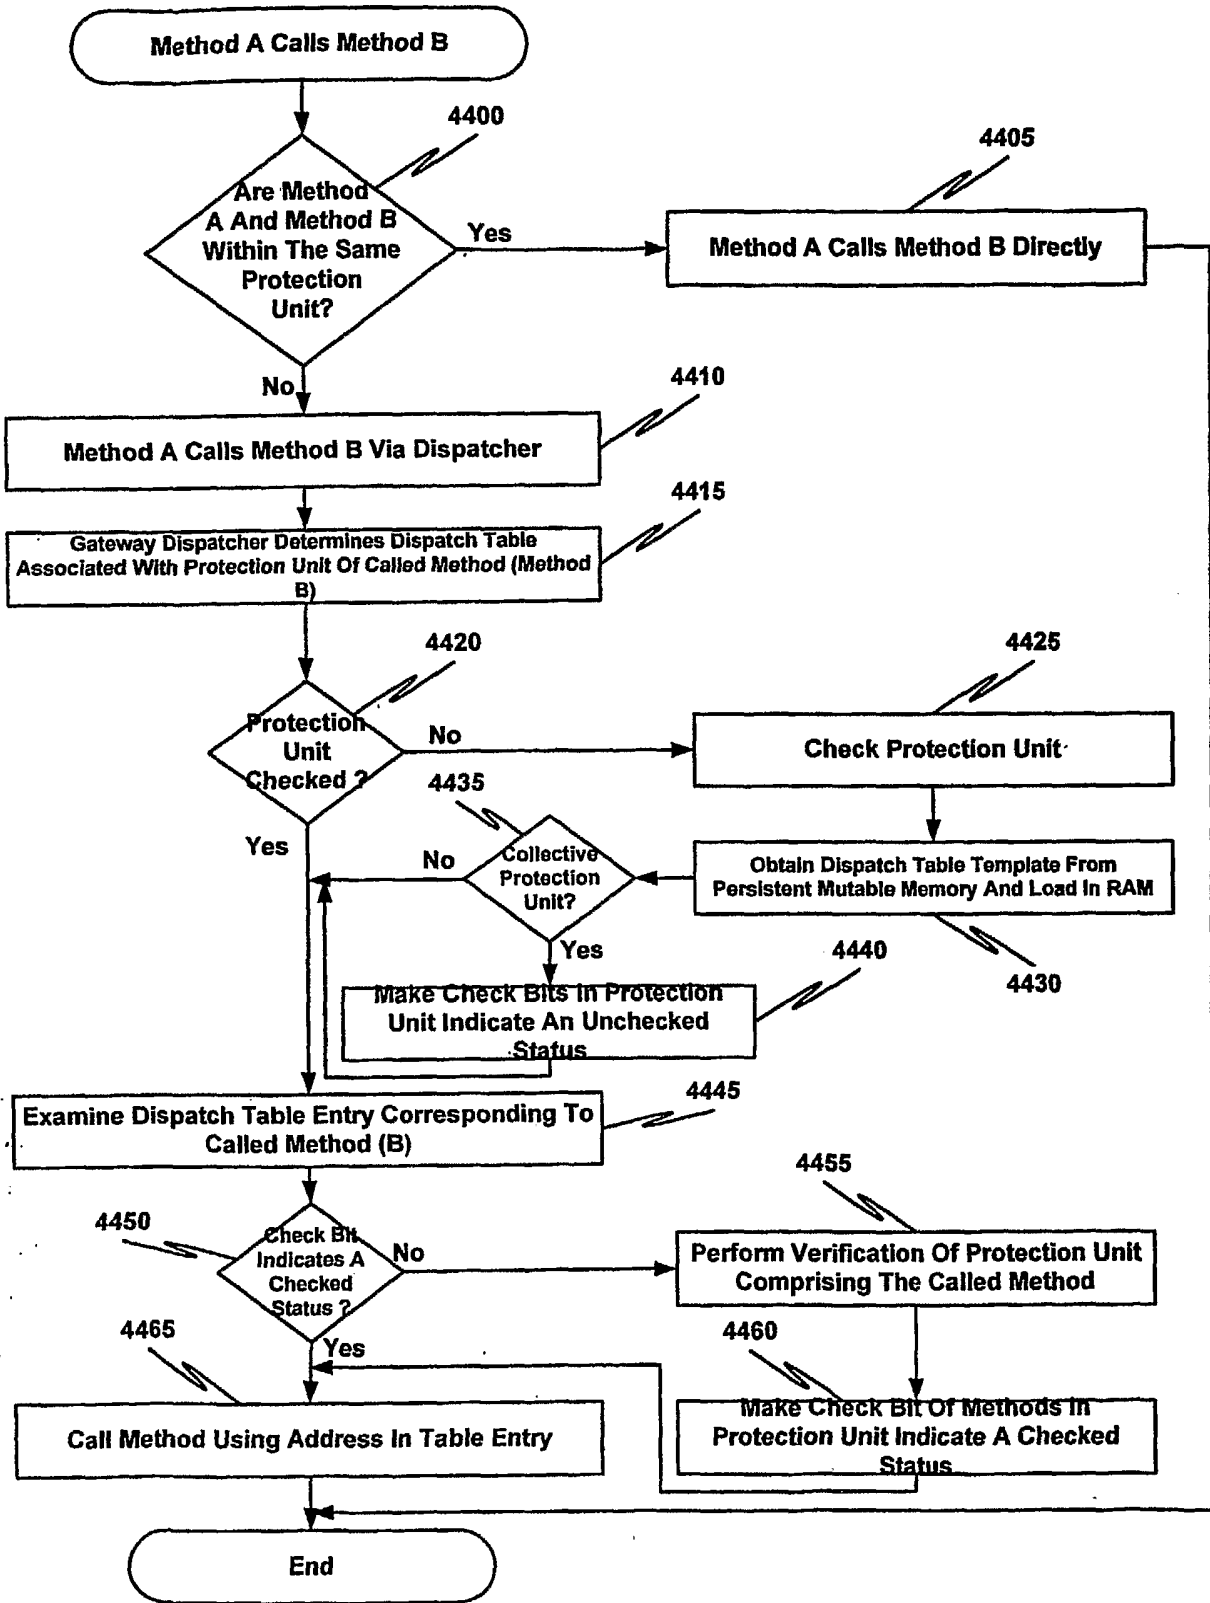 Method A Calls Method B
4400
4405
Are Method
A And Method B
Within The Same
Protection
Unit?
Yes
Method A Calls Method B Directly
No
4410
Method A Calls Method B Via Dispatcher
4415
Gateway Dispatcher Determines Dispatch Table
Associated With Protection Unit Of Called Method (Method
B)
4420
4425
Protection
Unit
Checked ?
No
Check Protection Unit
4435
Yes
No
Collective
Protection
Unit?
Obtain Dispatch Table Template From
Persistent Mutable Memory And Load In RAM
Yes
4440
4430
Make Check Bits In Protection
Unit Indicate An Unchecked
Status
4445
Examine Dispatch Table Entry Corresponding To
Called Method (B)
4455
4450
Check Bit
Indicates A
Checked
Status ?
No
Perform Verification Of Protection Unit
Comprising The Called Method
4465
Yes
4460
Call Method Using Address In Table Entry
Make Check Bit Of Methods In
Protection Unit Indicate A Checked
Status
End